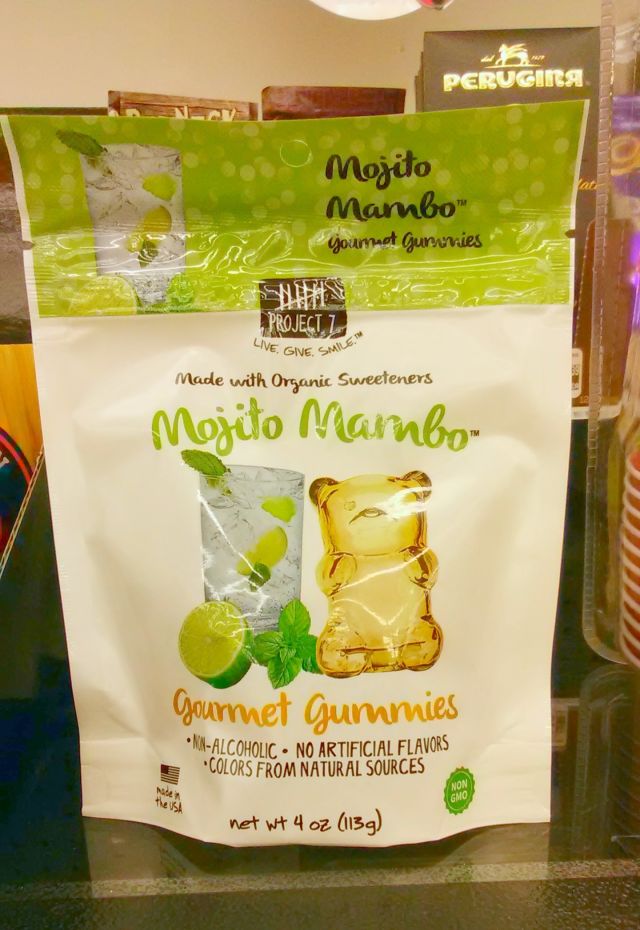 dal 1907
PERUGINA
Mojito
Mambo™
Gourmet Gummies
PROJECT 7
LIVE. GIVE. SMILE.™
Made with Organic Sweeteners
Mojito Mambo™
Gourmet Gummies
• NON-ALCOHOLIC • NO ARTIFICIAL FLAVORS
• COLORS FROM NATURAL SOURCES
made in
the USA
NON
GMO
net wt 4 oz (113g)